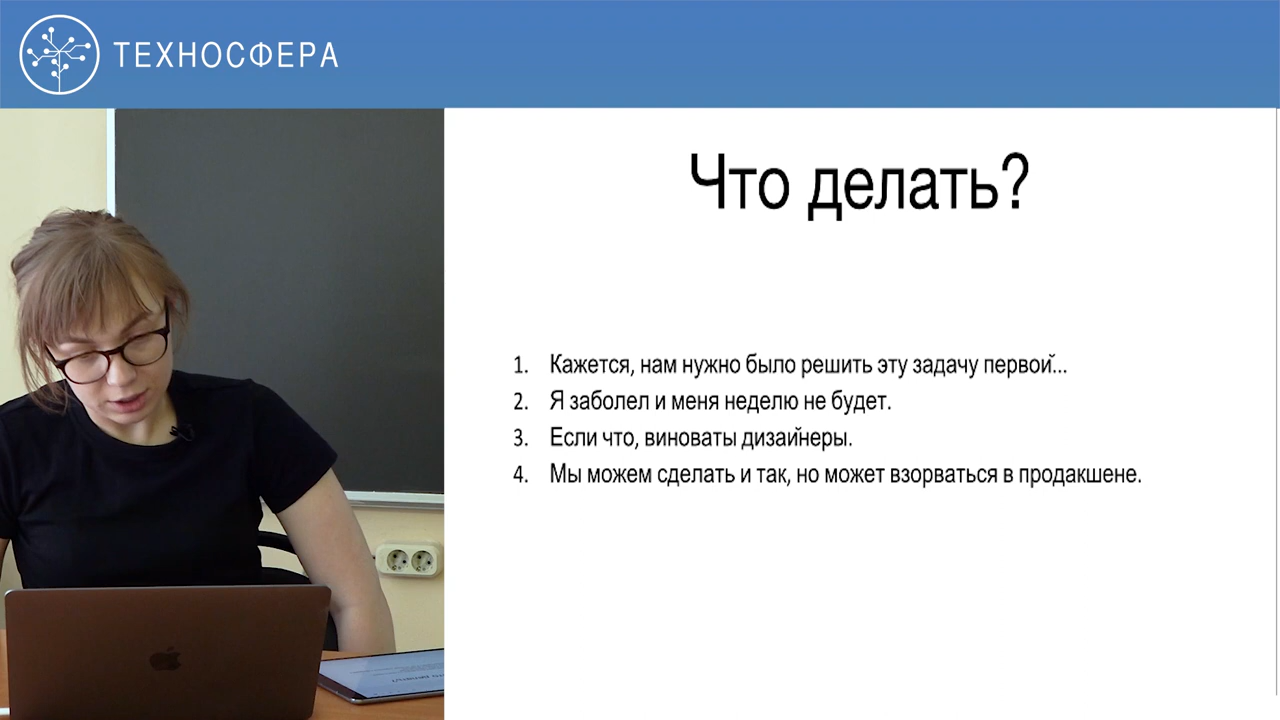 ТЕХНОСФЕРА
Что делать?
1. Кажется, нам нужно было решить эту задачу первой...
2. Я заболел и меня неделю не будет.
3. Если что, виноваты дизайнеры.
4. Мы можем сделать и так, но может взорваться в продакшене.